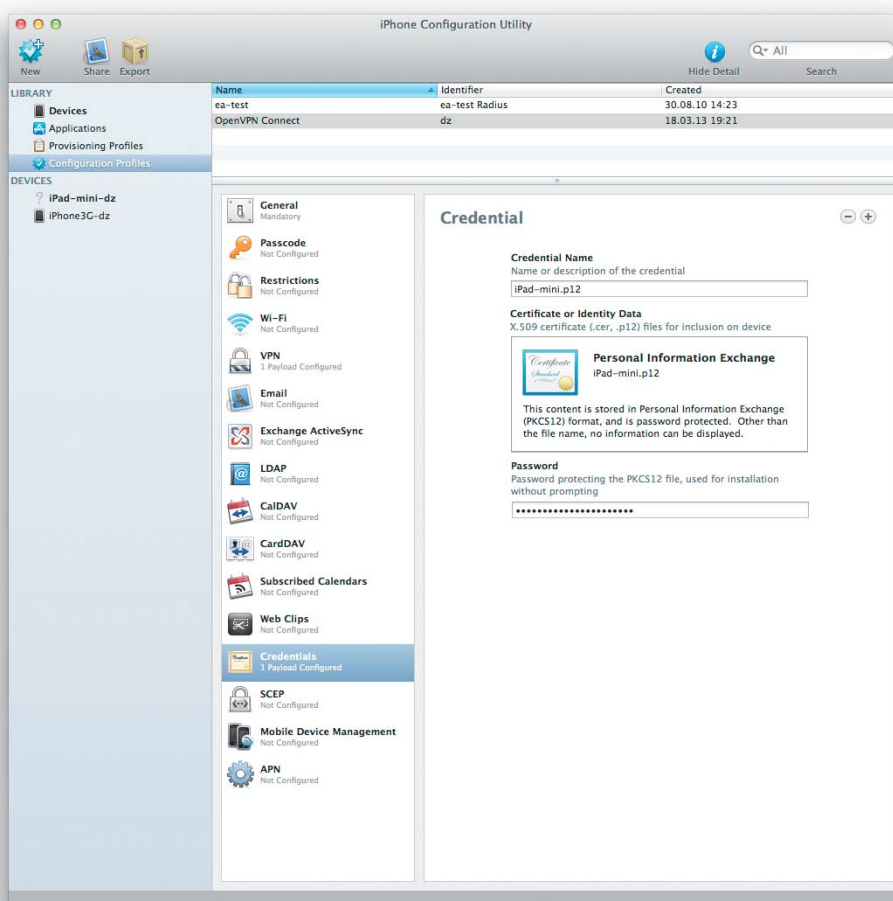 iPhone Configuration Utility
New
Share
Export
Hide Detail
All
Search
LIBRARY
Devices
Applications
Provisioning Profiles
Configuration Profiles
DEVICES
iPad-mini-dz
iPhone3G-dz
Name Identifier Created
ea-test ea-test Radius 30.08.10 14:23
OpenVPN Connect dz 18.03.13 19:21
General
Mandatory
Passcode
Not Configured
Restrictions
Not Configured
Wi-Fi
Not Configured
VPN
1 Payload Configured
Email
Not Configured
Exchange ActiveSync
Not Configured
LDAP
Not Configured
CalDAV
Not Configured
CardDAV
Not Configured
Subscribed Calendars
Not Configured
Web Clips
Not Configured
Credentials
1 Payload Configured
SCEP
Not Configured
Mobile Device Management
Not Configured
APN
Not Configured
Credential
Credential Name
Name or description of the credential
iPad-mini.p12
Certificate or Identity Data
X.509 certificate (.cer, .p12) files for inclusion on device
Certificate
Standard
Personal Information Exchange
iPad-mini.p12
This content is stored in Personal Information Exchange
(PKCS12) format, and is password protected. Other than
the file name, no information can be displayed.
Password
Password protecting the PKCS12 file, used for installation
without prompting
••••••••••••••••••••••